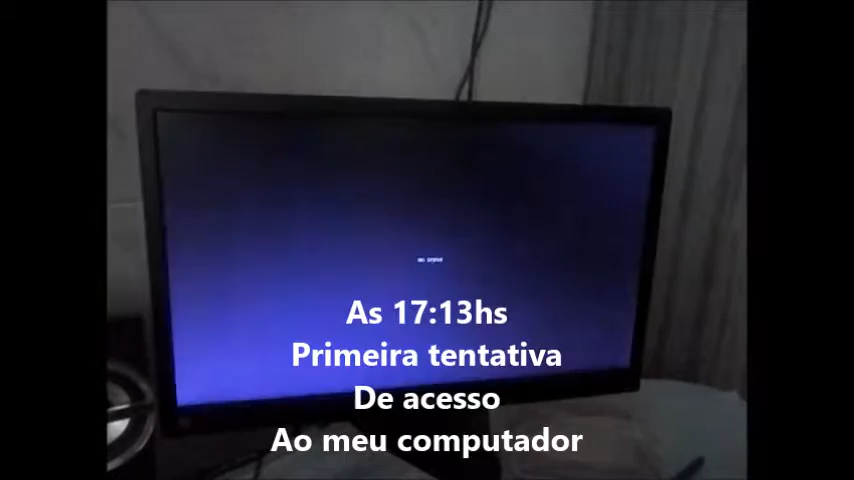 As 17:13hs
Primeira tentativa
De acesso
Ao meu computador